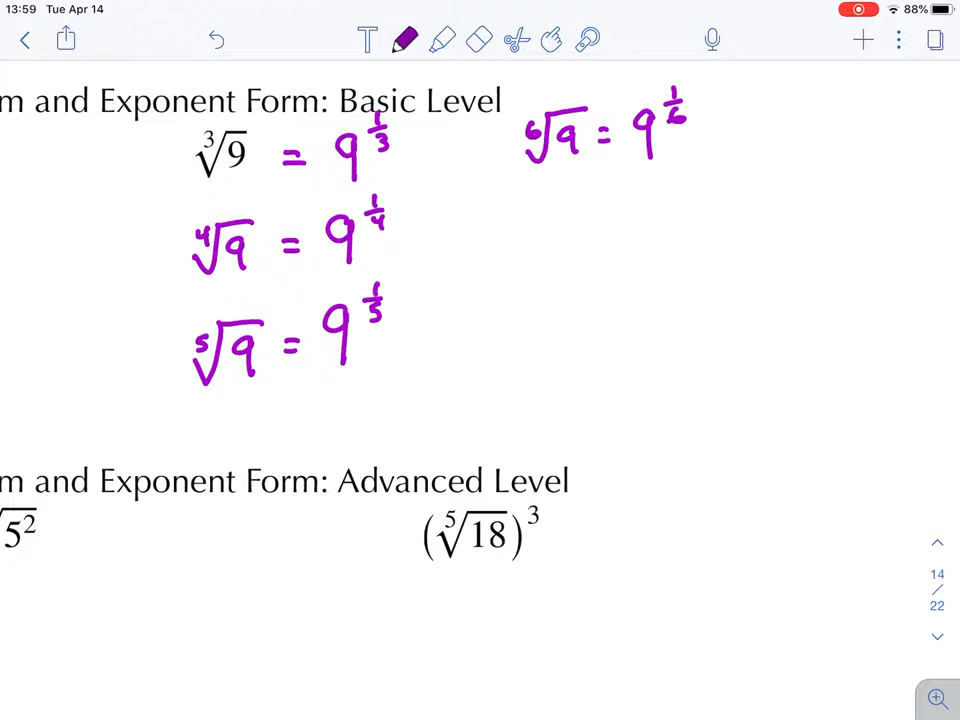 13:59 Tue Apr 14 88%
m and Exponent Form: Basic Level
∛9 = 9^{1/3}
⁶√9 = 9^{1/6}
⁴√9 = 9^{1/4}
⁵√9 = 9^{1/5}
m and Exponent Form: Advanced Level
√5²
(⁵√18)³
14
/
22